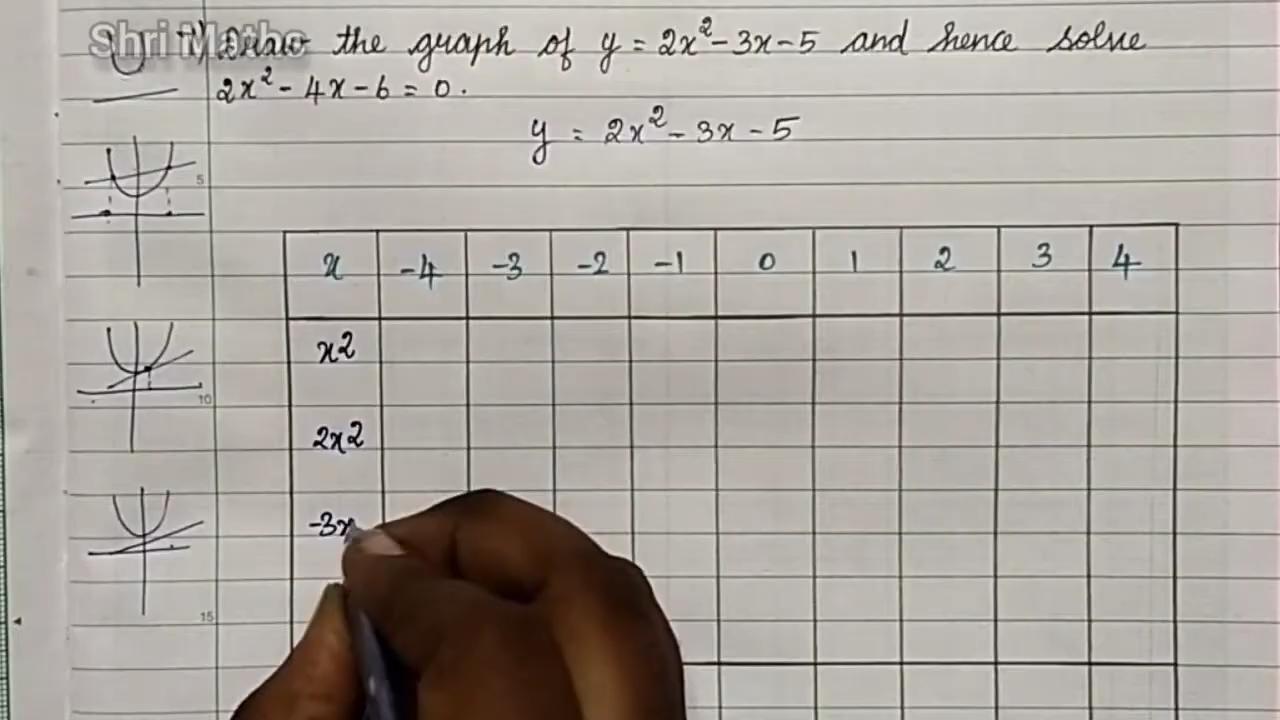 Shri Maths
Draw the graph of y = 2x² - 3x - 5 and hence solve
2x² - 4x - 6 = 0.
y = 2x² - 3x - 5
5
x -4 -3 -2 -1 0 1 2 3 4
x2
10
2x2
-3x
15